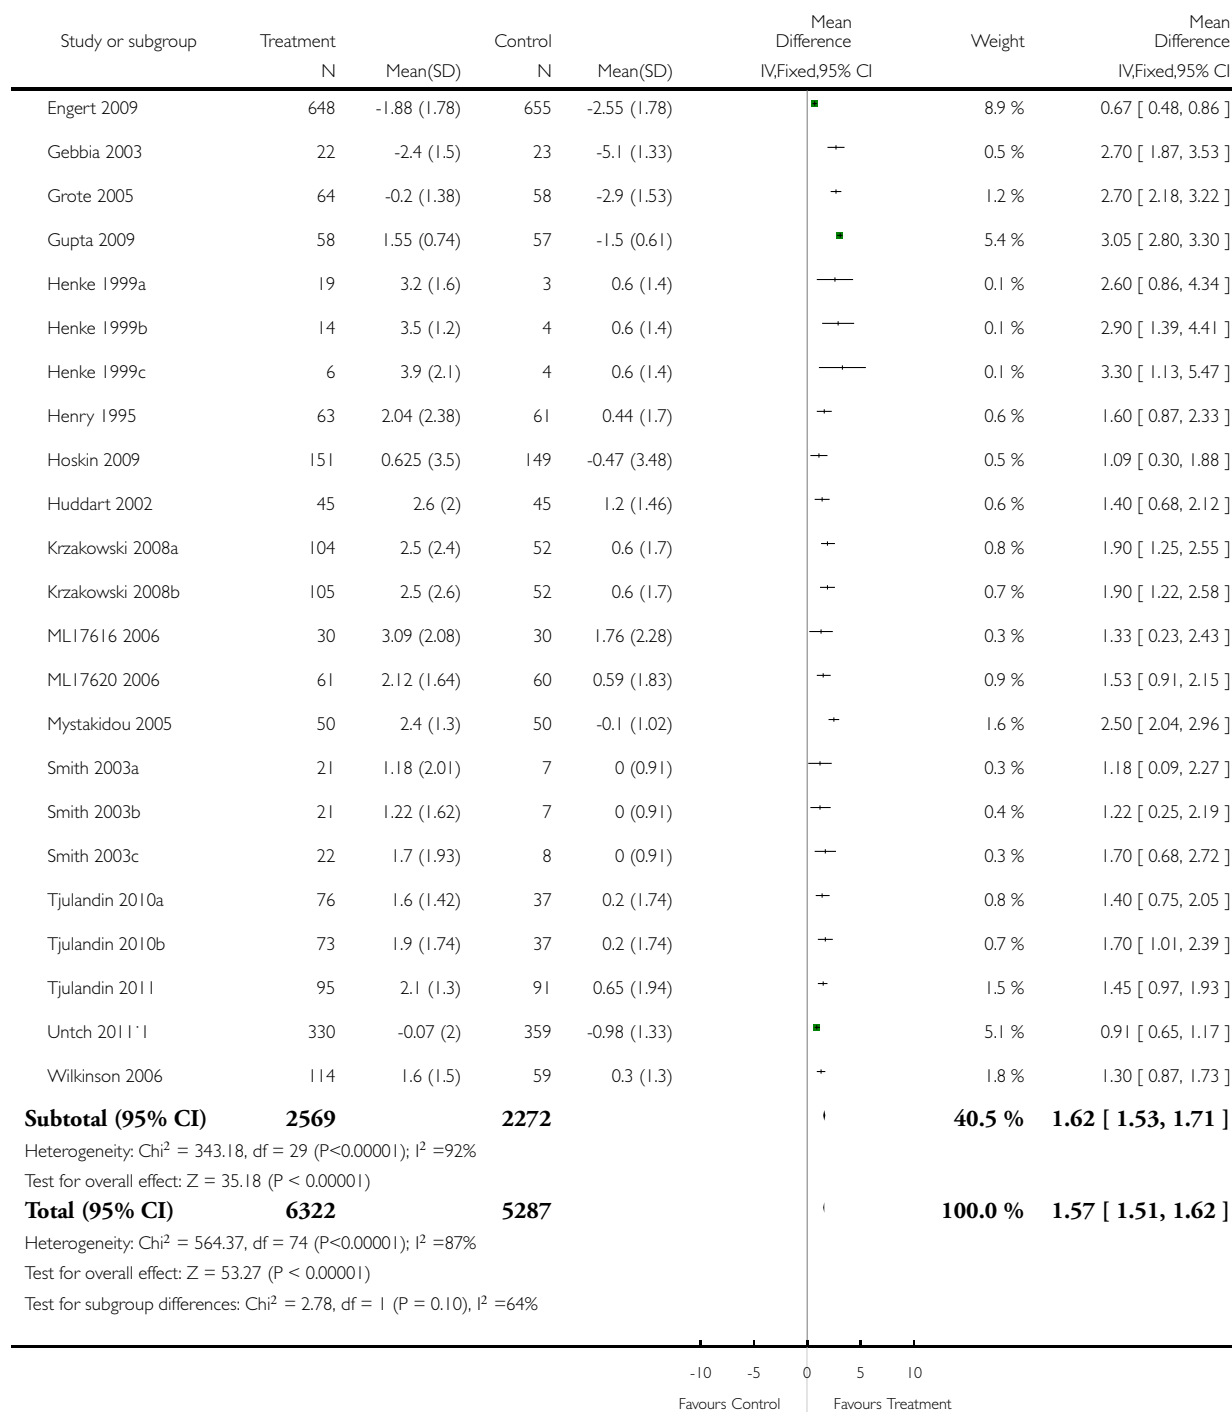 Study or subgroup Treatment Control Mean Difference Weight Mean Difference
N Mean(SD) N Mean(SD) IV,Fixed,95% CI IV,Fixed,95% CI
Engert 2009 648 -1.88 (1.78) 655 -2.55 (1.78) 8.9 % 0.67 [ 0.48, 0.86 ]
Gebbia 2003 22 -2.4 (1.5) 23 -5.1 (1.33) 0.5 % 2.70 [ 1.87, 3.53 ]
Grote 2005 64 -0.2 (1.38) 58 -2.9 (1.53) 1.2 % 2.70 [ 2.18, 3.22 ]
Gupta 2009 58 1.55 (0.74) 57 -1.5 (0.61) 5.4 % 3.05 [ 2.80, 3.30 ]
Henke 1999a 19 3.2 (1.6) 3 0.6 (1.4) 0.1 % 2.60 [ 0.86, 4.34 ]
Henke 1999b 14 3.5 (1.2) 4 0.6 (1.4) 0.1 % 2.90 [ 1.39, 4.41 ]
Henke 1999c 6 3.9 (2.1) 4 0.6 (1.4) 0.1 % 3.30 [ 1.13, 5.47 ]
Henry 1995 63 2.04 (2.38) 61 0.44 (1.7) 0.6 % 1.60 [ 0.87, 2.33 ]
Hoskin 2009 151 0.625 (3.5) 149 -0.47 (3.48) 0.5 % 1.09 [ 0.30, 1.88 ]
Huddart 2002 45 2.6 (2) 45 1.2 (1.46) 0.6 % 1.40 [ 0.68, 2.12 ]
Krzakowski 2008a 104 2.5 (2.4) 52 0.6 (1.7) 0.8 % 1.90 [ 1.25, 2.55 ]
Krzakowski 2008b 105 2.5 (2.6) 52 0.6 (1.7) 0.7 % 1.90 [ 1.22, 2.58 ]
ML17616 2006 30 3.09 (2.08) 30 1.76 (2.28) 0.3 % 1.33 [ 0.23, 2.43 ]
ML17620 2006 61 2.12 (1.64) 60 0.59 (1.83) 0.9 % 1.53 [ 0.91, 2.15 ]
Mystakidou 2005 50 2.4 (1.3) 50 -0.1 (1.02) 1.6 % 2.50 [ 2.04, 2.96 ]
Smith 2003a 21 1.18 (2.01) 7 0 (0.91) 0.3 % 1.18 [ 0.09, 2.27 ]
Smith 2003b 21 1.22 (1.62) 7 0 (0.91) 0.4 % 1.22 [ 0.25, 2.19 ]
Smith 2003c 22 1.7 (1.93) 8 0 (0.91) 0.3 % 1.70 [ 0.68, 2.72 ]
Tjulandin 2010a 76 1.6 (1.42) 37 0.2 (1.74) 0.8 % 1.40 [ 0.75, 2.05 ]
Tjulandin 2010b 73 1.9 (1.74) 37 0.2 (1.74) 0.7 % 1.70 [ 1.01, 2.39 ]
Tjulandin 2011 95 2.1 (1.3) 91 0.65 (1.94) 1.5 % 1.45 [ 0.97, 1.93 ]
Untch 2011˙1 330 -0.07 (2) 359 -0.98 (1.33) 5.1 % 0.91 [ 0.65, 1.17 ]
Wilkinson 2006 114 1.6 (1.5) 59 0.3 (1.3) 1.8 % 1.30 [ 0.87, 1.73 ]
Subtotal (95% CI) 2569 2272 40.5 % 1.62 [ 1.53, 1.71 ]
Heterogeneity: Chi² = 343.18, df = 29 (P<0.00001); I² =92%
Test for overall effect: Z = 35.18 (P < 0.00001)
Total (95% CI) 6322 5287 100.0 % 1.57 [ 1.51, 1.62 ]
Heterogeneity: Chi² = 564.37, df = 74 (P<0.00001); I² =87%
Test for overall effect: Z = 53.27 (P < 0.00001)
Test for subgroup differences: Chi² = 2.78, df = 1 (P = 0.10), I² =64%
-10 -5 0 5 10
Favours Control Favours Treatment